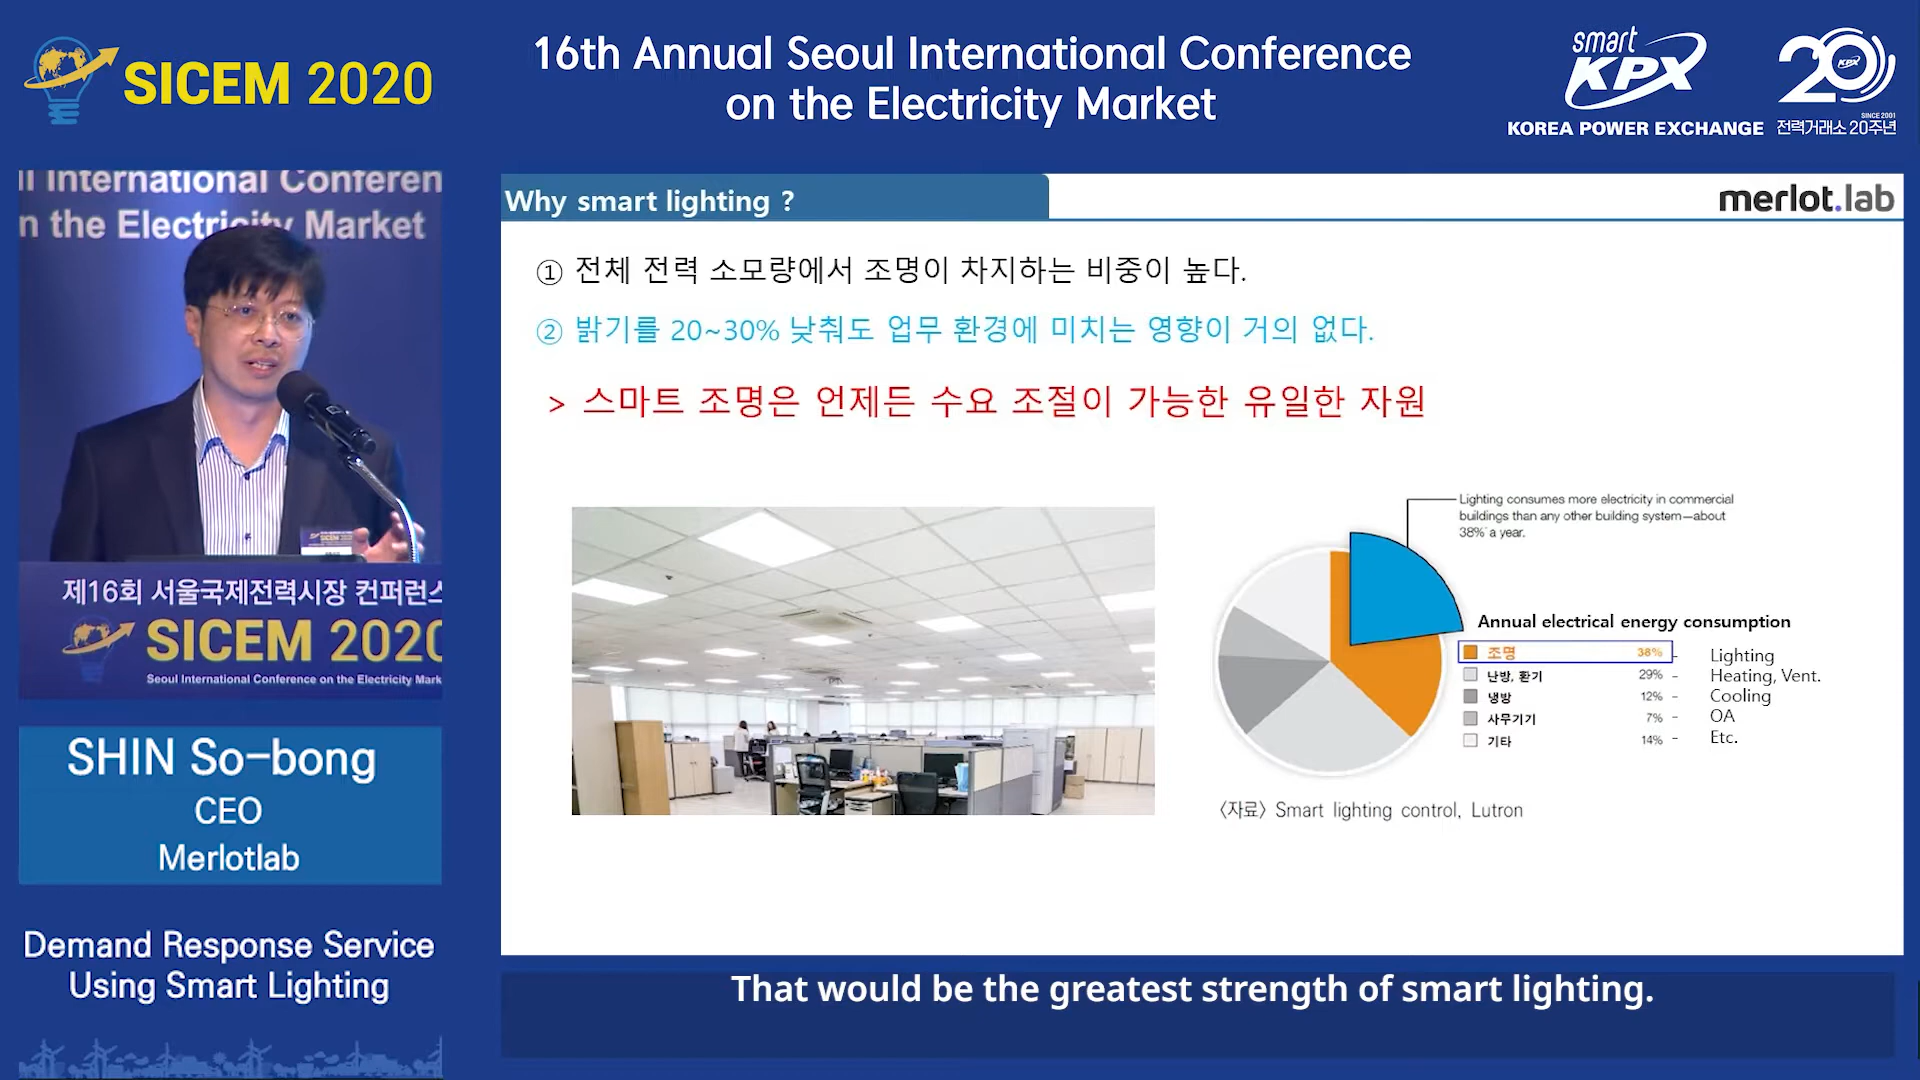 SICEM 2020
16th Annual Seoul International Conference
on the Electricity Market
smart
KPX
KOREA POWER EXCHANGE
20
KPX
SINCE 2001
전력거래소 20주년
l International Conferen
n the Electricity Market
제16회 서울국제전력시장 컨퍼런스
SICEM 2020
Seoul International Conference on the Electricity Mark
SHIN So-bong
CEO
Merlotlab
Demand Response Service
Using Smart Lighting
Why smart lighting ?
merlot.lab
① 전체 전력 소모량에서 조명이 차지하는 비중이 높다.
② 밝기를 20~30% 낮춰도 업무 환경에 미치는 영향이 거의 없다.
> 스마트 조명은 언제든 수요 조절이 가능한 유일한 자원
Lighting consumes more electricity in commercial
buildings than any other building system—about
38% a year.
Annual electrical energy consumption
조명 38% - Lighting
난방, 환기 29% - Heating, Vent.
냉방 12% - Cooling
사무기기 7% - OA
기타 14% - Etc.
〈자료〉 Smart lighting control, Lutron
That would be the greatest strength of smart lighting.